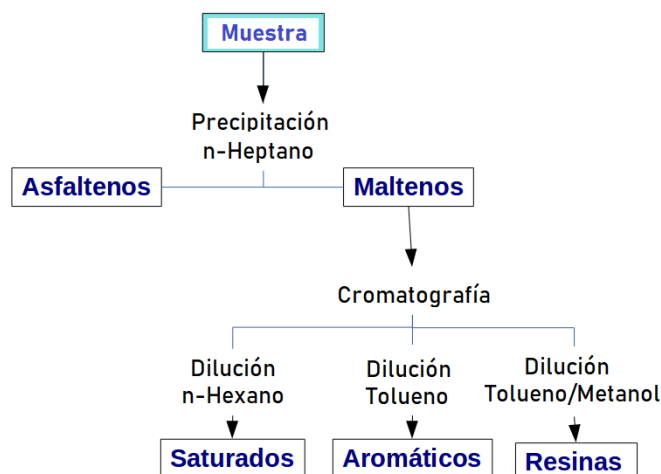 Muestra
Precipitación
n-Heptano
Asfaltenos
Maltenos
Cromatografía
Dilución
n-Hexano
Dilución
Tolueno
Dilución
Tolueno/Metanol
Saturados
Aromáticos
Resinas